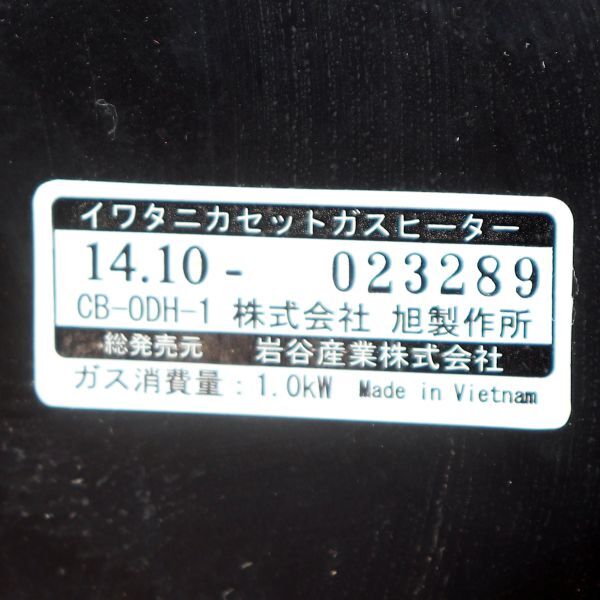 イワタニカセットガスヒーター
14.10 - 023289
CB-ODH-1 株式会社 旭製作所
総発売元 岩谷産業株式会社
ガス消費量 : 1.0kW Made in Vietnam